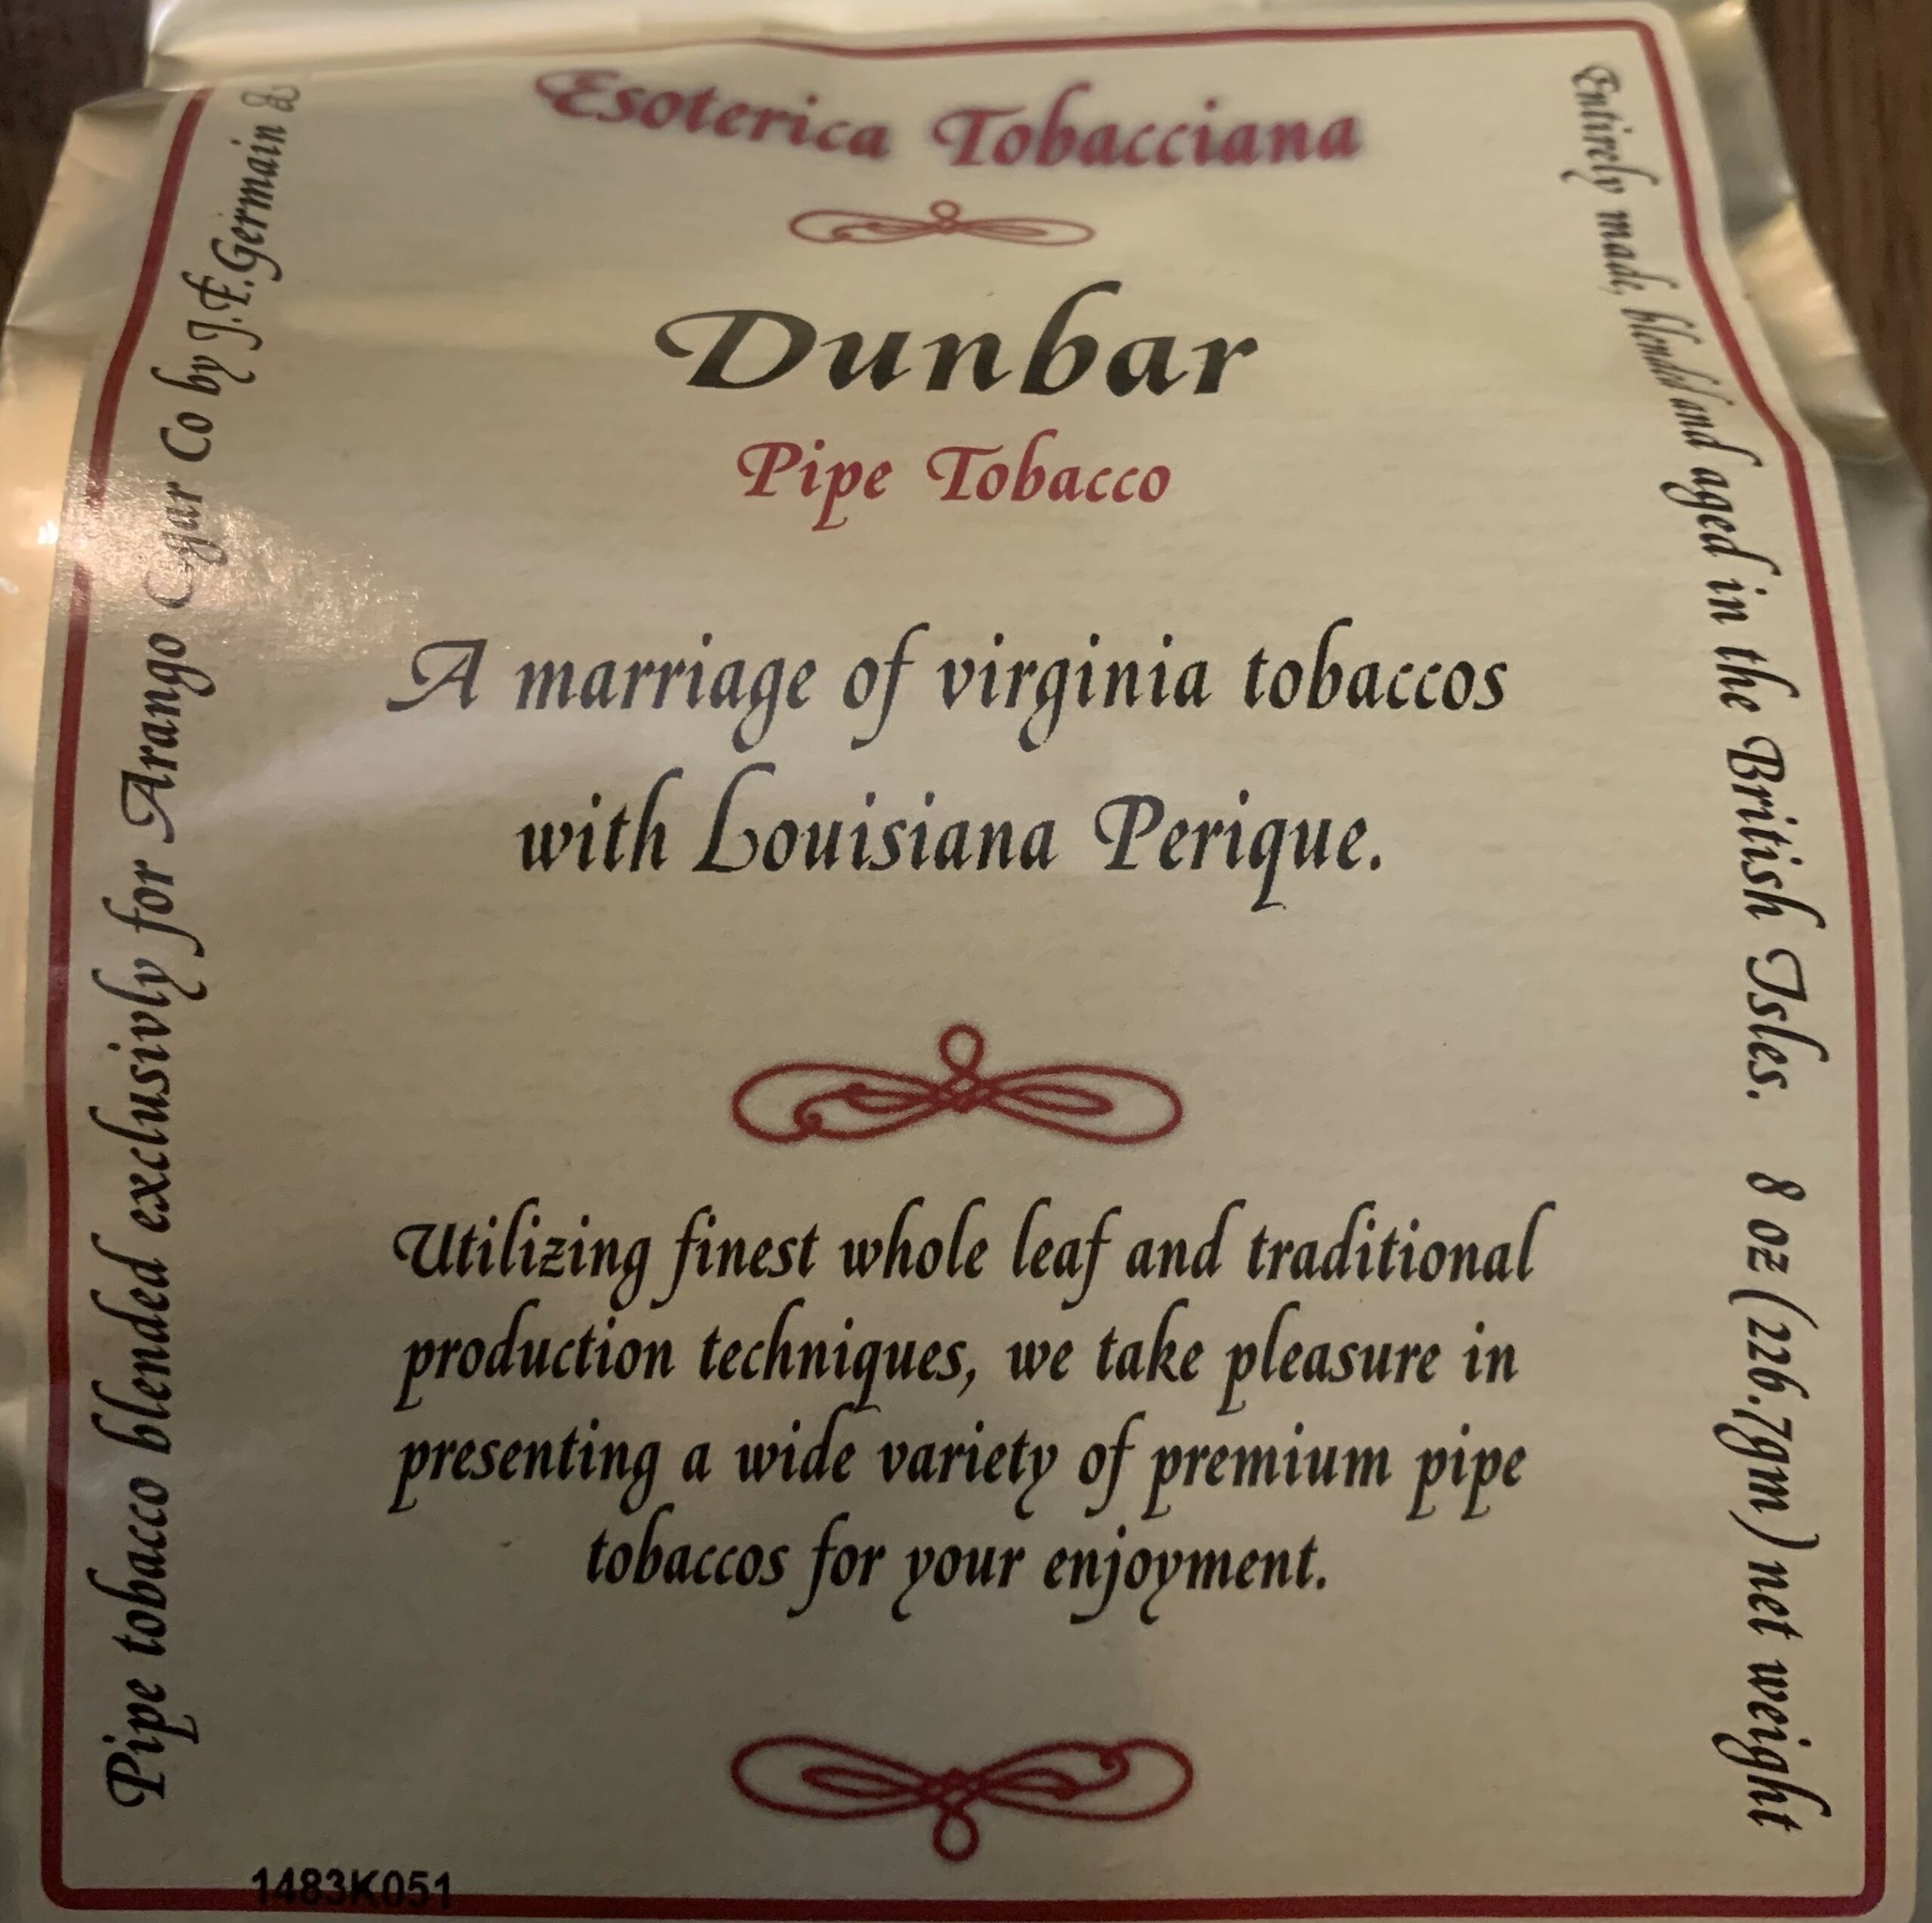 Esoterica Tobacciana
Dunbar
Pipe Tobacco
A marriage of virginia tobaccos
with Louisiana Perique.
Utilizing finest whole leaf and traditional
production techniques, we take pleasure in
presenting a wide variety of premium pipe
tobaccos for your enjoyment.
Pipe tobacco blended exclusivly for Arango Cigar Co by J.F.Germain &
Entirely made, blended and aged in the British Isles. 8 oz (226.79gm) net weight
1483K051